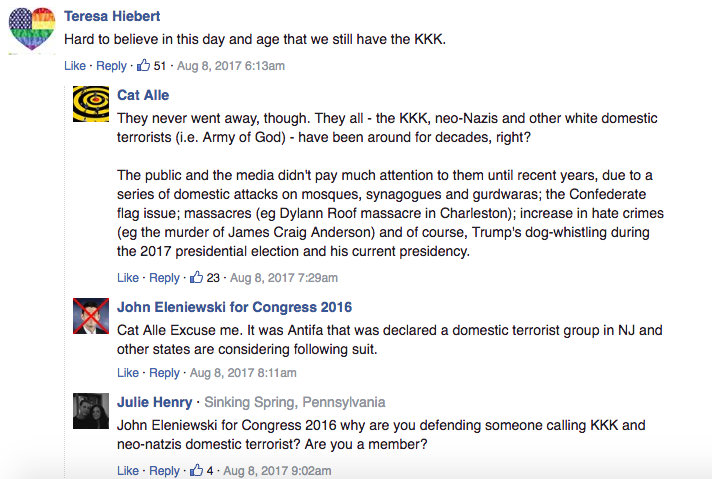 Teresa Hiebert
Hard to believe in this day and age that we still have the KKK.
Like · Reply · 51 · Aug 8, 2017 6:13am
Cat Alle
They never went away, though. They all - the KKK, neo-Nazis and other white domestic
terrorists (i.e. Army of God) - have been around for decades, right?
The public and the media didn't pay much attention to them until recent years, due to a
series of domestic attacks on mosques, synagogues and gurdwaras; the Confederate
flag issue; massacres (eg Dylann Roof massacre in Charleston); increase in hate crimes
(eg the murder of James Craig Anderson) and of course, Trump's dog-whistling during
the 2017 presidential election and his current presidency.
Like · Reply · 23 · Aug 8, 2017 7:29am
John Eleniewski for Congress 2016
Cat Alle Excuse me. It was Antifa that was declared a domestic terrorist group in NJ and
other states are considering following suit.
Like · Reply · Aug 8, 2017 8:11am
Julie Henry · Sinking Spring, Pennsylvania
John Eleniewski for Congress 2016 why are you defending someone calling KKK and
neo-natzis domestic terrorist? Are you a member?
Like · Reply · 4 · Aug 8, 2017 9:02am